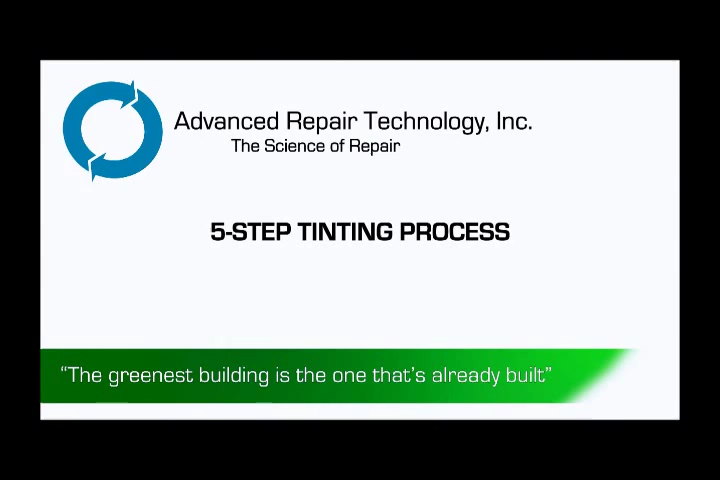 Advanced Repair Technology, Inc.
The Science of Repair
5-STEP TINTING PROCESS
“The greenest building is the one that’s already built”